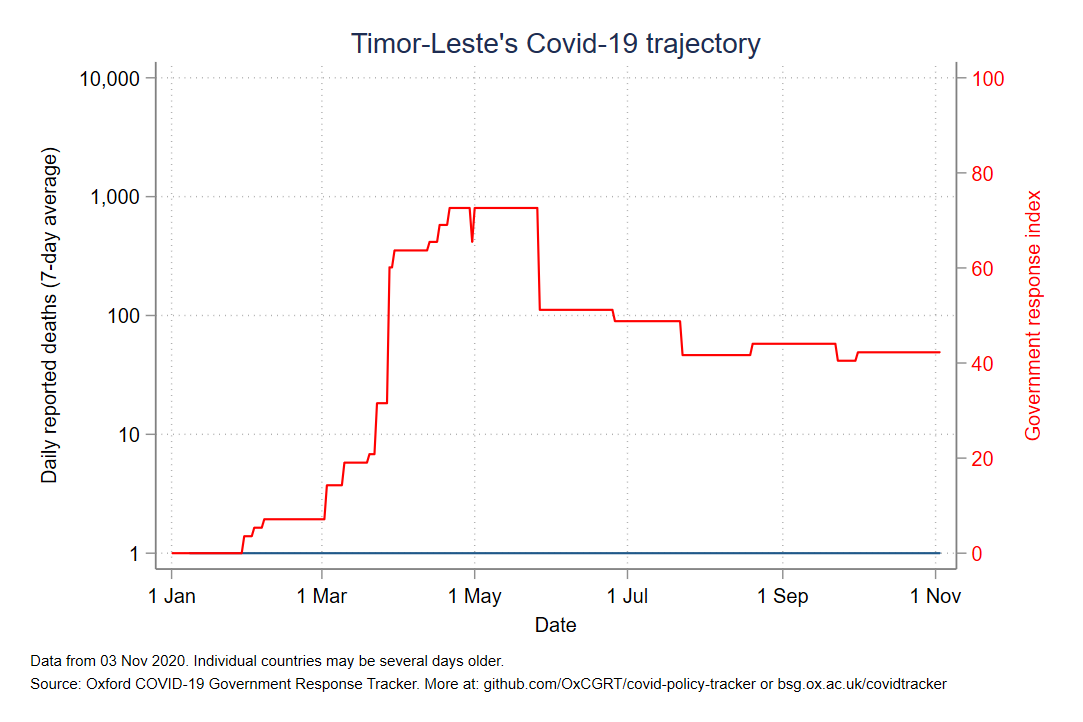 Timor-Leste's Covid-19 trajectory
10,000
1,000
100
10
1
Daily reported deaths (7-day average)
100
80
60
40
20
0
Government response index
1 Jan
1 Mar
1 May
1 Jul
1 Sep
1 Nov
Date
Data from 03 Nov 2020. Individual countries may be several days older.
Source: Oxford COVID-19 Government Response Tracker. More at: github.com/OxCGRT/covid-policy-tracker or bsg.ox.ac.uk/covidtracker